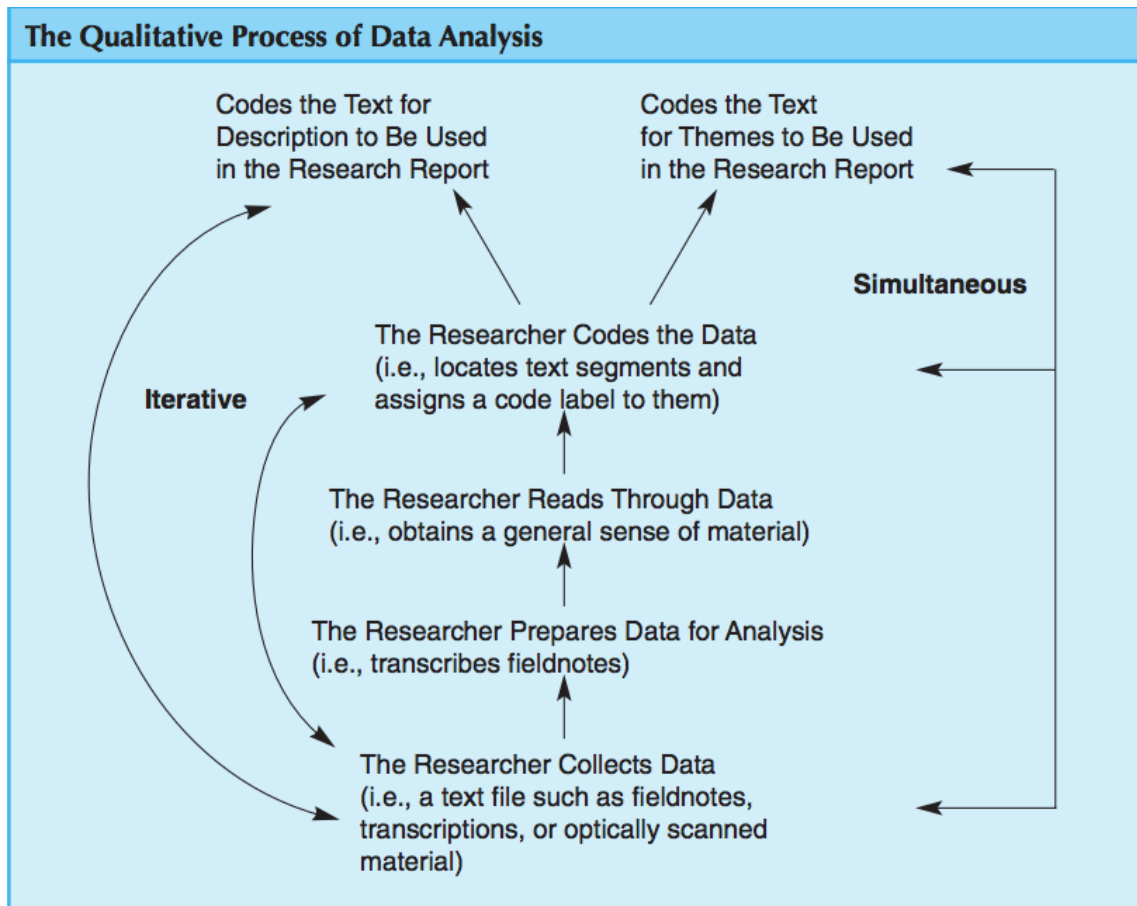 The Qualitative Process of Data Analysis
Codes the Text for
Description to Be Used
in the Research Report
Codes the Text
for Themes to Be Used
in the Research Report
Simultaneous
The Researcher Codes the Data
(i.e., locates text segments and
assigns a code label to them)
Iterative
The Researcher Reads Through Data
(i.e., obtains a general sense of material)
The Researcher Prepares Data for Analysis
(i.e., transcribes fieldnotes)
The Researcher Collects Data
(i.e., a text file such as fieldnotes,
transcriptions, or optically scanned
material)